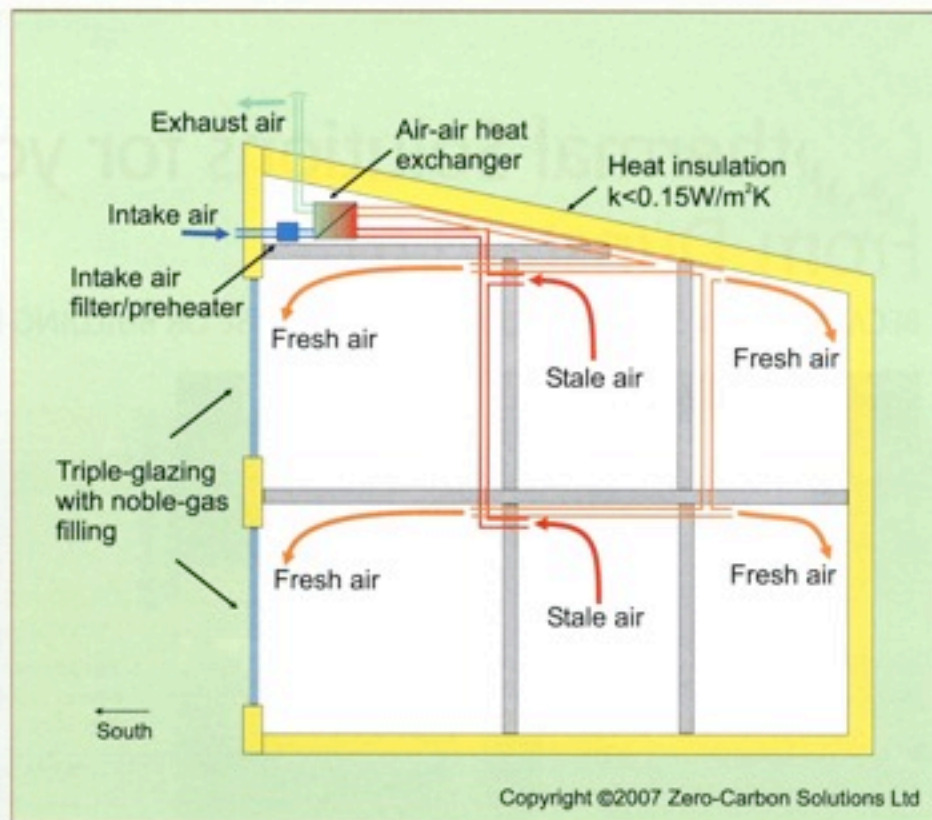 Exhaust air
Air-air heat
exchanger
Heat insulation
k<0.15W/m²K
Intake air
Intake air
filter/preheater
Fresh air
Stale air
Fresh air
Triple-glazing
with noble-gas
filling
Fresh air
Stale air
Fresh air
South
Copyright ©2007 Zero-Carbon Solutions Ltd